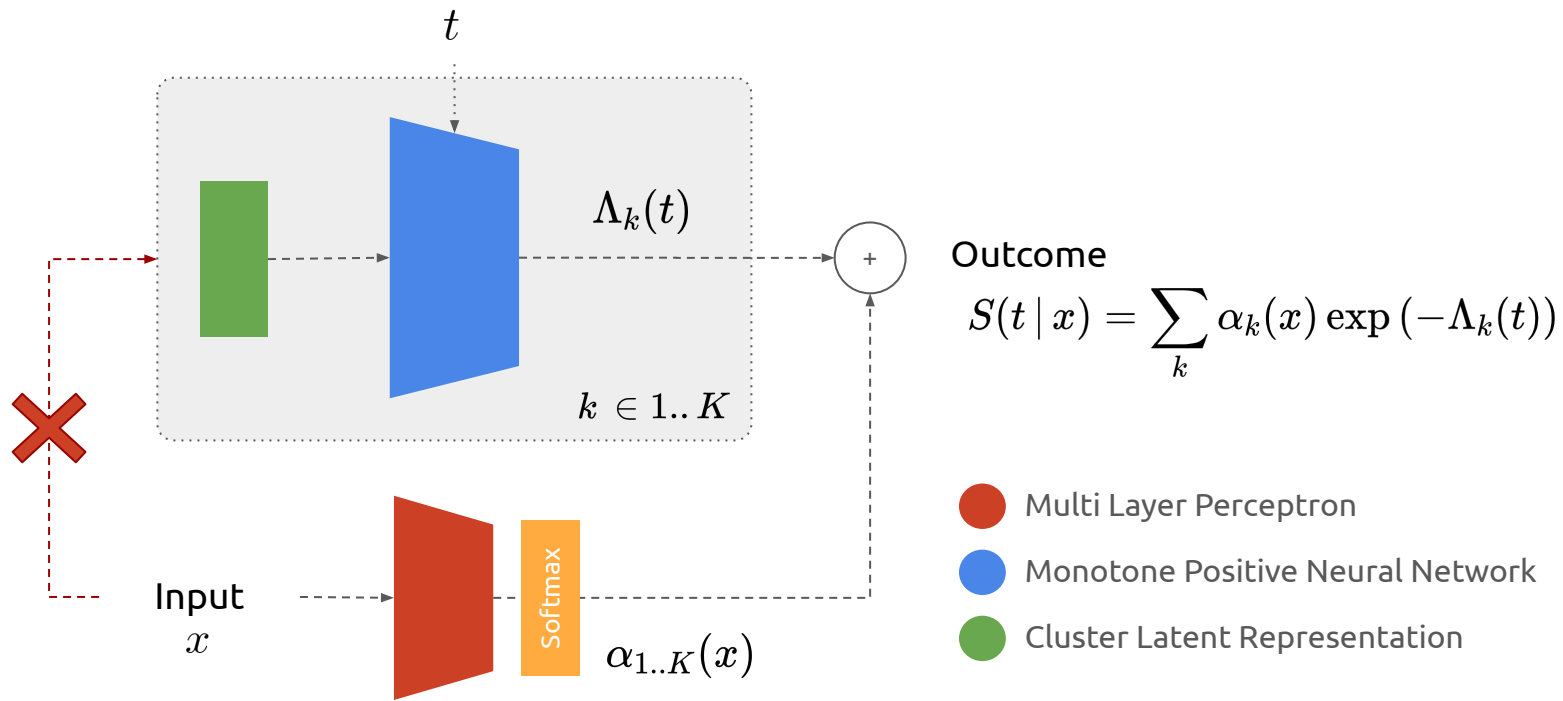 t
Λ_k(t)
k ∈ 1.. K
+
Outcome
S(t | x) = ∑_k α_k(x) exp (−Λ_k(t))
Input
x
Softmax
α_{1..K}(x)
Multi Layer Perceptron
Monotone Positive Neural Network
Cluster Latent Representation